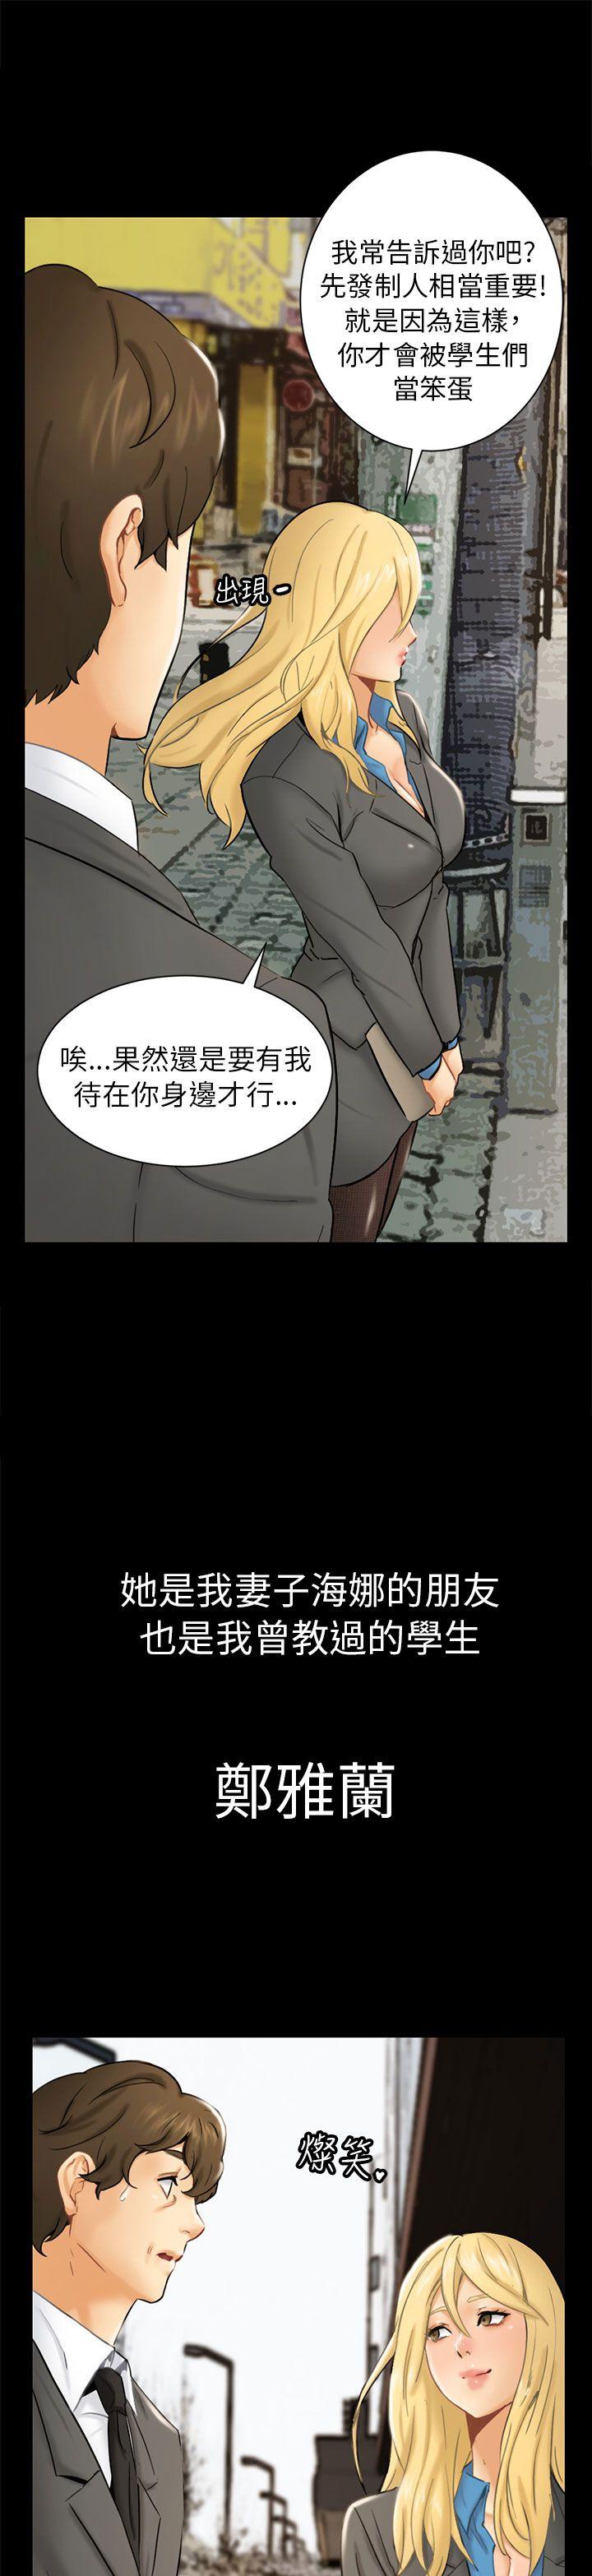 我常告訴過你吧?
先發制人相當重要!
就是因為這樣，
你才會被學生們
當笨蛋
出現-
唉...果然還是要有我
待在你身邊才行...
她是我妻子海娜的朋友
也是我曾教過的學生
鄭雅蘭
燦笑